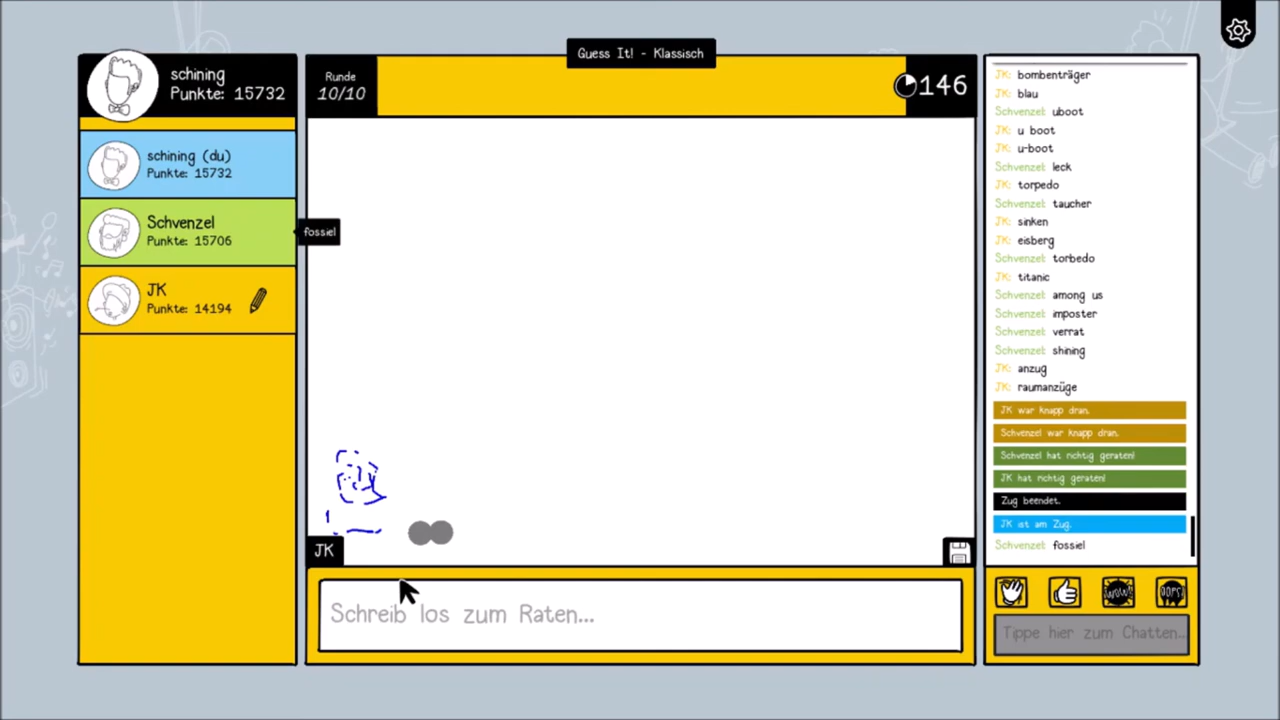 Guess It! - Klassisch
schining
Punkte: 15732
schining (du)
Punkte: 15732
Schvenzel
Punkte: 15706
fossiel
JK
Punkte: 14194
Runde
10/10
146
JK
Schreib los zum Raten...
JK: bombenträger
JK: blau
Schvenzel: uboot
JK: u boot
JK: u-boot
Schvenzel: leck
JK: torpedo
Schvenzel: taucher
JK: sinken
JK: eisberg
Schvenzel: torbedo
JK: titanic
Schvenzel: among us
Schvenzel: imposter
Schvenzel: verrat
Schvenzel: shining
JK: anzug
JK: raumanzüge
JK war knapp dran.
Schvenzel war knapp dran.
Schvenzel hat richtig geraten!
JK hat richtig geraten!
Zug beendet.
JK ist am Zug.
Schvenzel: fossiel
WOW!
OOPS!
Tippe hier zum Chatten...